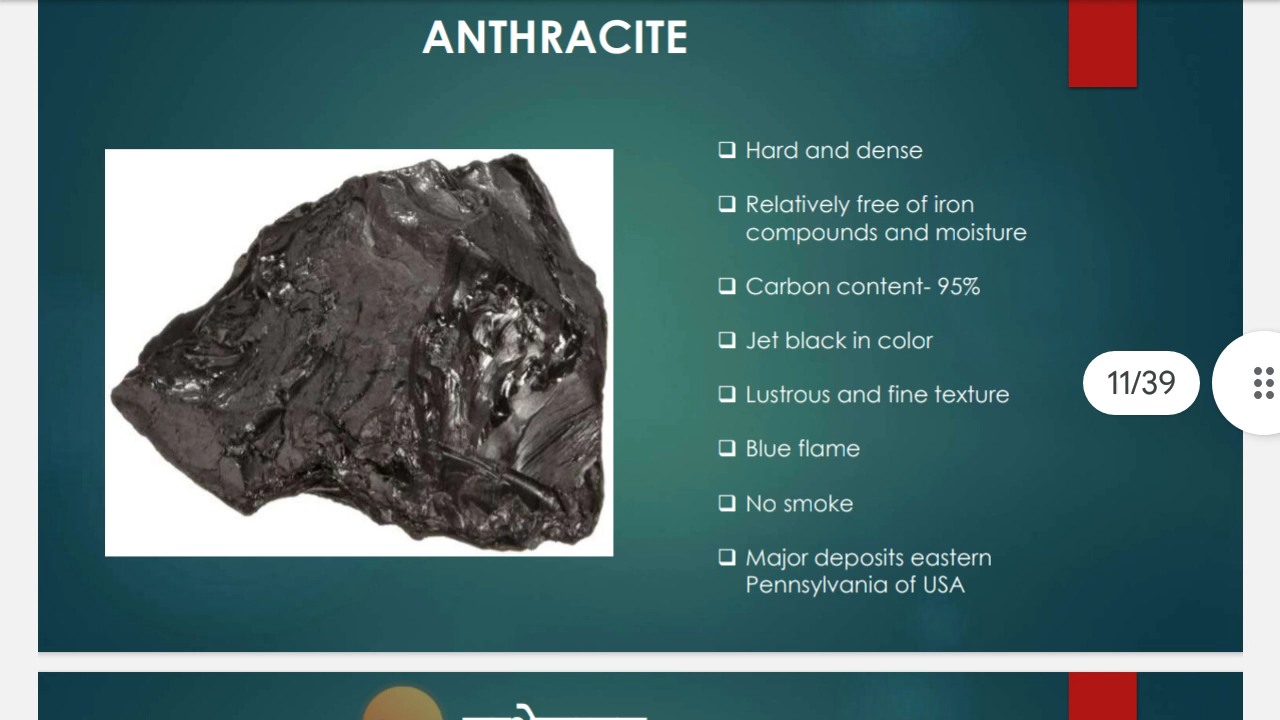 ANTHRACITE
❑ Hard and dense
❑ Relatively free of iron
compounds and moisture
❑ Carbon content- 95%
❑ Jet black in color
❑ Lustrous and fine texture
❑ Blue flame
❑ No smoke
❑ Major deposits eastern
Pennsylvania of USA
11/39